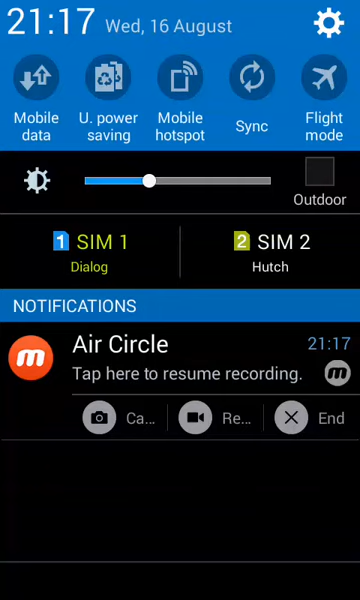 21:17 Wed, 16 August
Mobile data
U. power saving
Mobile hotspot
Sync
Flight mode
Outdoor
1 SIM 1
Dialog
2 SIM 2
Hutch
NOTIFICATIONS
m
Air Circle 21:17
Tap here to resume recording. m
Ca... Re... End